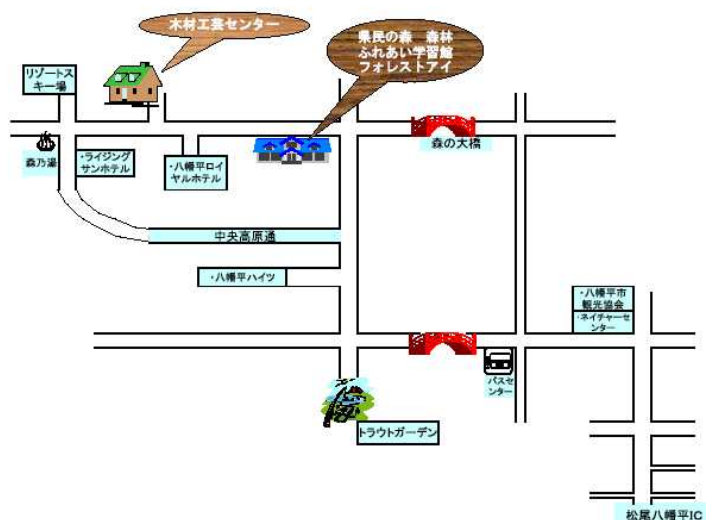 木材工芸センター
県民の森　森林
ふれあい学習館
フォレストアイ
リゾートス
キー場
森の大橋
森乃湯
・ライジング
サンホテル
・八幡平ロイ
ヤルホテル
中央高原通
・八幡平ハイツ
・八幡平市
観光協会
・ネイチャーセ
ンター
バスセ
ンター
トラウトガーデン
松尾八幡平IC